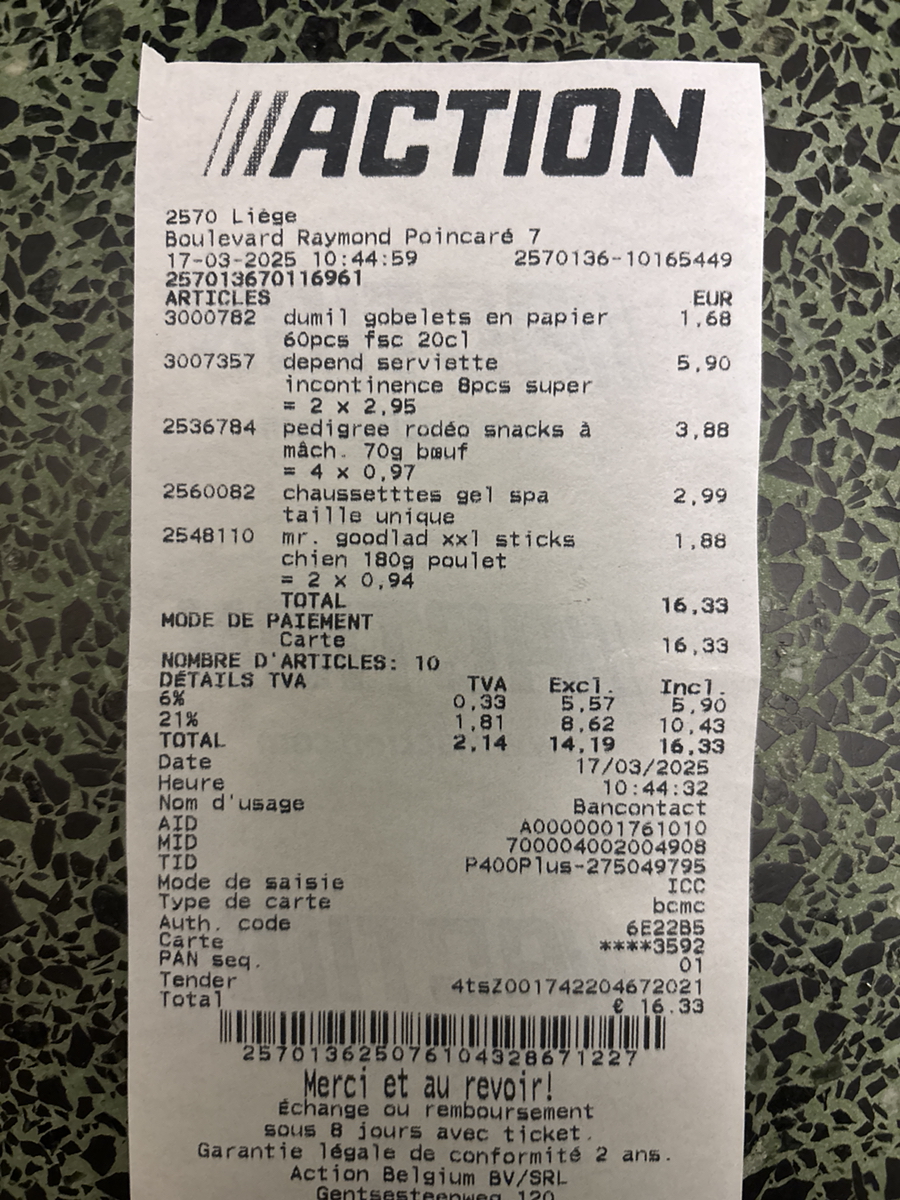 ACTION
2570 Liège
Boulevard Raymond Poincaré 7
17-03-2025 10:44:59 2570136-10165449
257013670116961
ARTICLES EUR
3000782 dumil gobelets en papier 1,68
60pcs fsc 20cl
3007357 depend serviette 5,90
incontinence 8pcs super
= 2 x 2,95
2536784 pedigree rodéo snacks à 3,88
mâch. 70g bœuf
= 4 x 0,97
2560082 chaussetttes gel spa 2,99
taille unique
2548110 mr. goodlad xxl sticks 1,88
chien 180g poulet
= 2 x 0,94
TOTAL 16,33
MODE DE PAIEMENT
Carte 16,33
NOMBRE D'ARTICLES: 10
DÉTAILS TVA TVA Excl. Incl.
6% 0,33 5,57 5,90
21% 1,81 8,62 10,43
TOTAL 2,14 14,19 16,33
Date 17/03/2025
Heure 10:44:32
Nom d'usage Bancontact
AID A0000001761010
MID 700004002004908
TID P400Plus-275049795
Mode de saisie ICC
Type de carte bcmc
Auth. code 6E22B5
Carte ****3592
PAN seq. 01
Tender 4tsZ001742204672021
Total € 16.33
257013625076104328671227
Merci et au revoir!
Échange ou remboursement
sous 8 jours avec ticket.
Garantie légale de conformité 2 ans.
Action Belgium BV/SRL
Gentsesteenweg 120